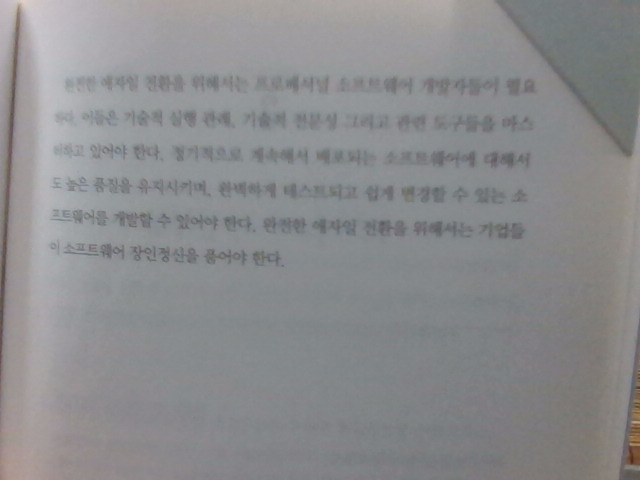 완전한 애자일 전환을 위해서는 프로페셔널 소프트웨어 개발자들이 필요
하다. 이들은 기술적 실행 관례, 기술적 전문성 그리고 관련 도구들을 마스
터하고 있어야 한다. 정기적으로 계속해서 배포되는 소프트웨어에 대해서
도 높은 품질을 유지시키며, 완벽하게 테스트되고 쉽게 변경할 수 있는 소
프트웨어를 개발할 수 있어야 한다. 완전한 애자일 전환을 위해서는 기업들
이 소프트웨어 장인정신을 품어야 한다.